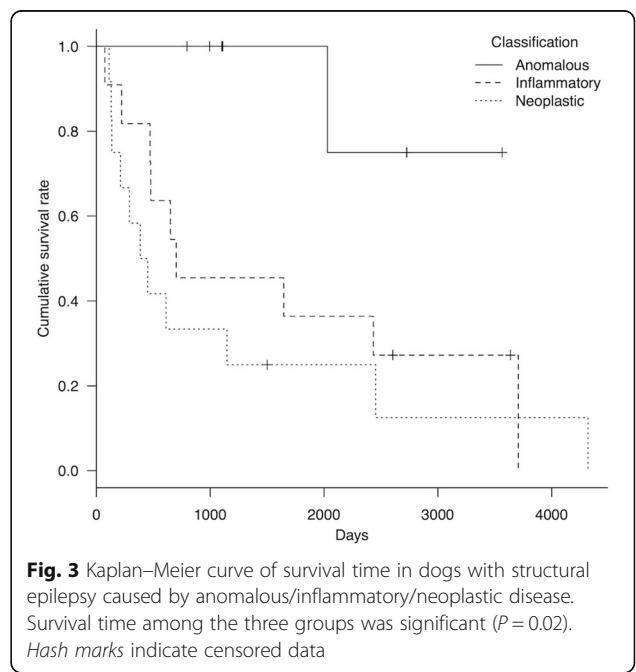 Classification
Anomalous
Inflammatory
Neoplastic
Cumulative survival rate
1.0
0.8
0.6
0.4
0.2
0.0
0 1000 2000 3000 4000
Days
Fig. 3 Kaplan–Meier curve of survival time in dogs with structural
epilepsy caused by anomalous/inflammatory/neoplastic disease.
Survival time among the three groups was significant (P = 0.02).
Hash marks indicate censored data